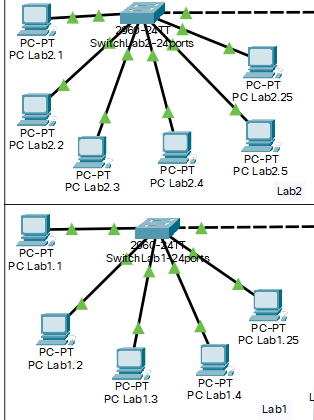 PC-PT
PC Lab2.1
2960-24TT
SwitchLab2-24ports
PC-PT
PC Lab2.25
PC-PT
PC Lab2.2
PC-PT
PC Lab2.3
PC-PT
PC Lab2.4
PC-PT
PC Lab2.5
Lab2
PC-PT
PC Lab1.1
2960-24TT
SwitchLab1-24ports
PC-PT
PC Lab1.2
PC-PT
PC Lab1.3
PC-PT
PC Lab1.4
PC-PT
PC Lab1.25
Lab1
L